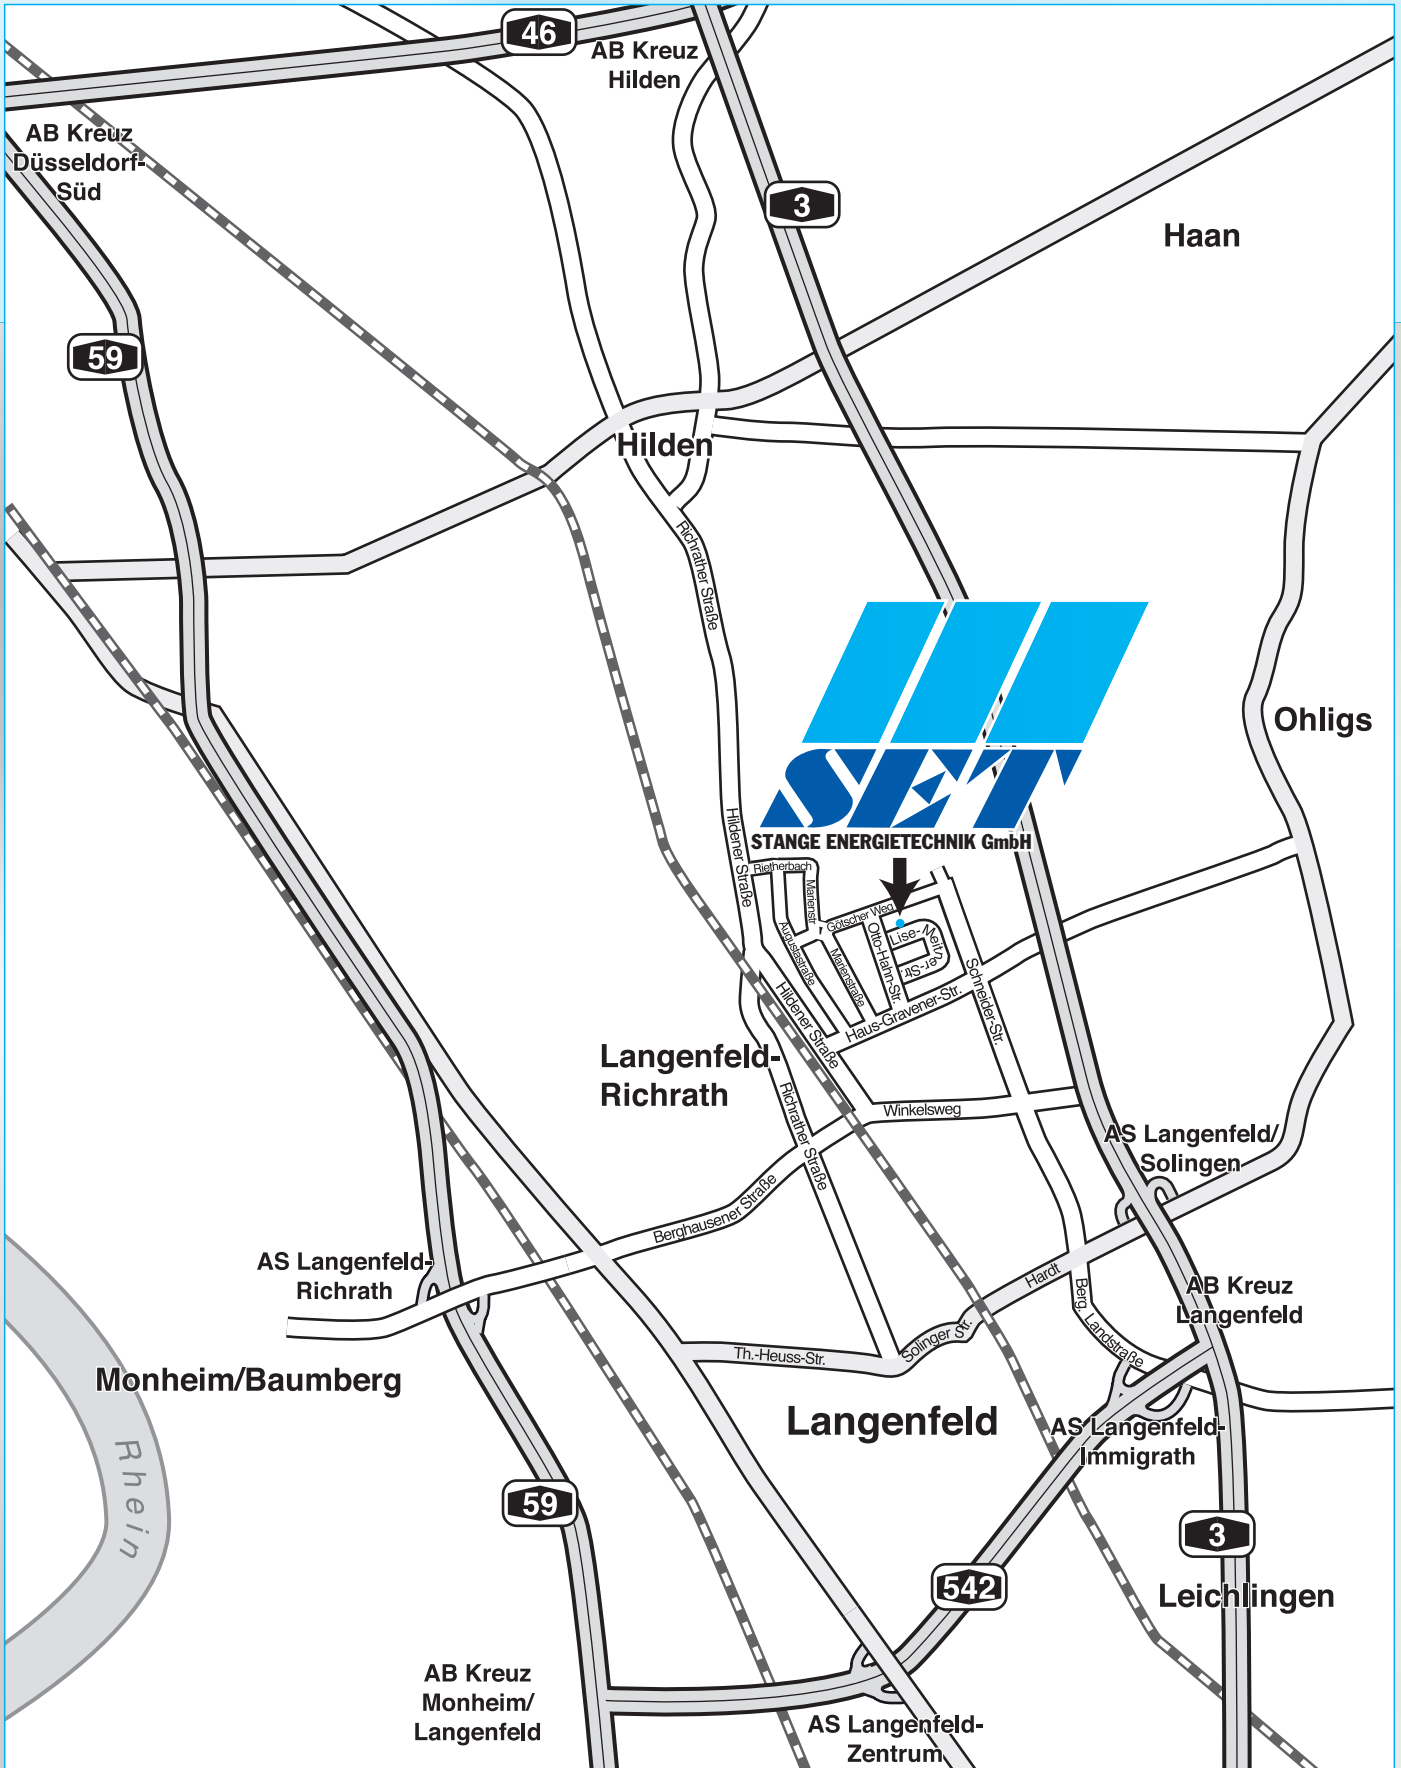 46
AB Kreuz
Hilden
AB Kreuz
Düsseldorf-
Süd
3
Haan
59
Hilden
Richrather Straße
Ohligs
SET
STANGE ENERGIETECHNIK GmbH
Hildener Straße
Rietherbach
Marienstr.
Götscher Weg
Lise-Meitner-Str.
Otto-Hahn-Str.
Augustastraße
Marienstraße
Hildener Straße
Haus-Gravener-Str.
Schneider-Str.
Langenfeld-
Richrath
Winkelsweg
Richrather Straße
AS Langenfeld/
Solingen
Berghausener Straße
AS Langenfeld-
Richrath
Hardt
Berg. Landstraße
AB Kreuz
Langenfeld
Solinger Str.
Th.-Heuss-Str.
Monheim/Baumberg
Langenfeld
AS Langenfeld-
Immigrath
Rhein
59
3
542
Leichlingen
AB Kreuz
Monheim/
Langenfeld
AS Langenfeld-
Zentrum